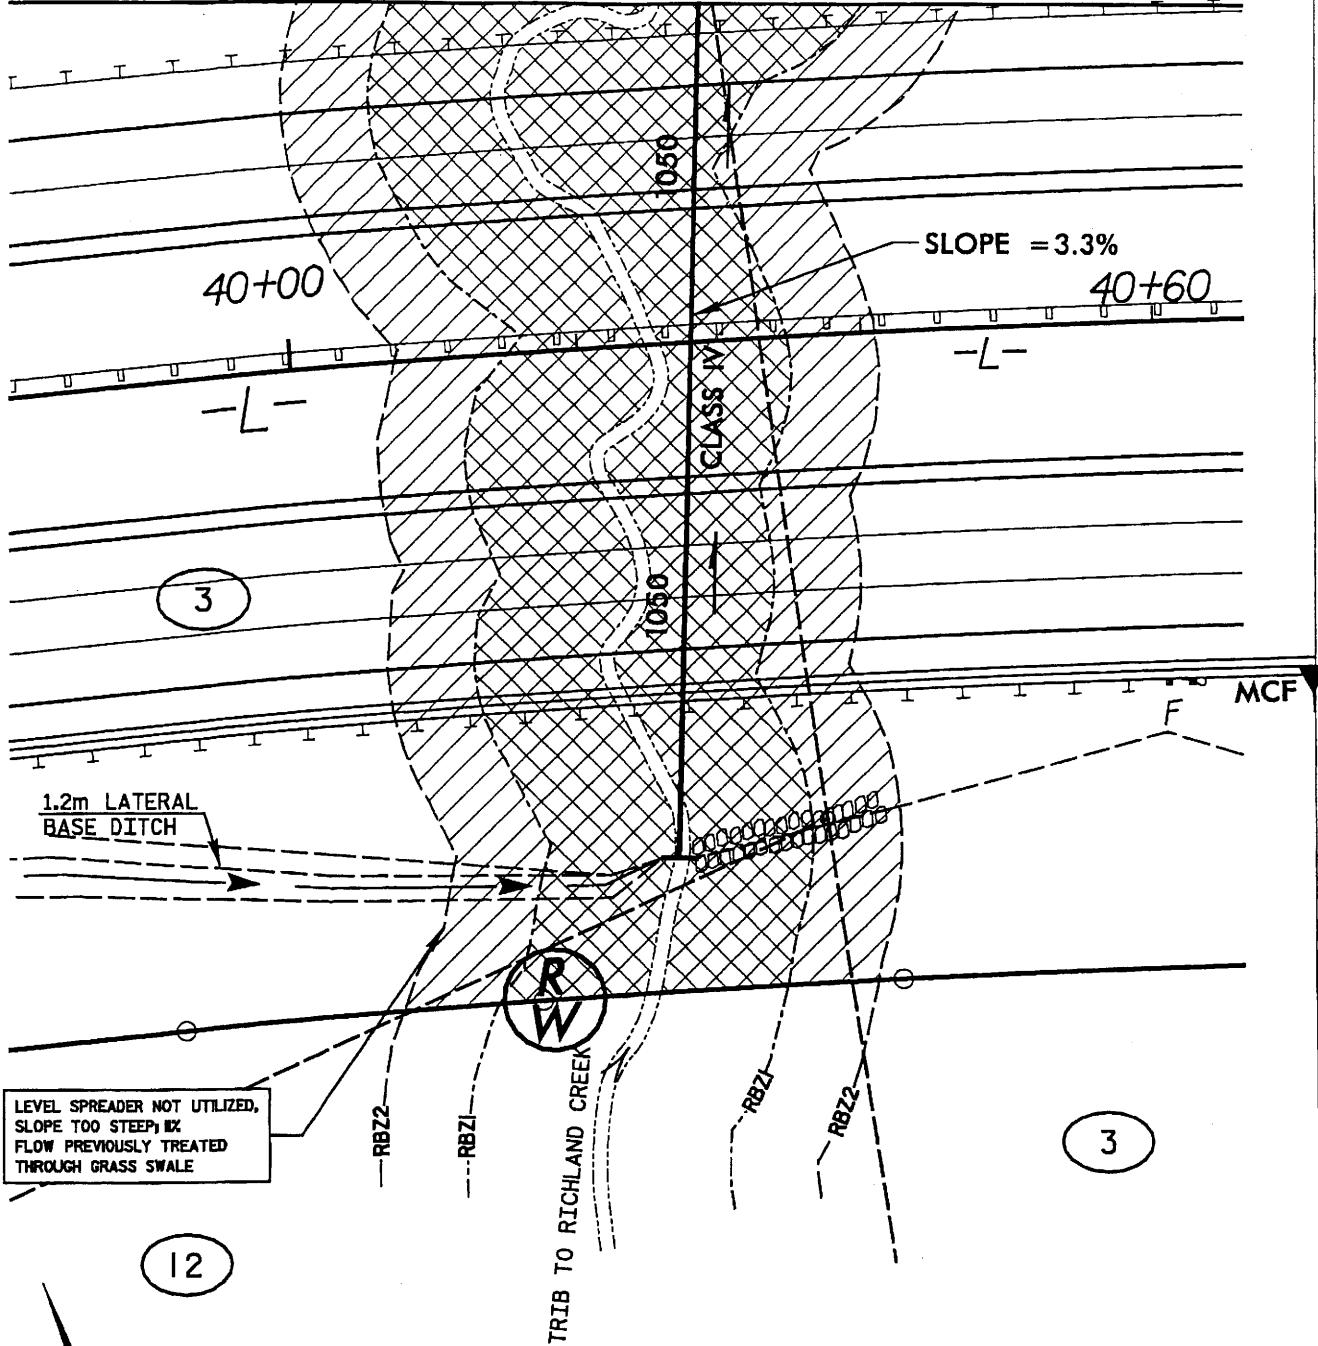 1050
SLOPE = 3.3%
40+00
40+60
-L-
-L-
CLASS IV
3
1050
MCF
F
1.2m LATERAL
BASE DITCH
R
W
LEVEL SPREADER NOT UTILIZED,
SLOPE TOO STEEP;
FLOW PREVIOUSLY TREATED
THROUGH GRASS SWALE
RBZ2
RBZ1
TRIB TO RICHLAND CREEK
RBZ1
RBZ2
3
12